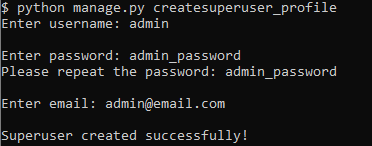 $ python manage.py createsuperuser_profile
Enter username: admin
Enter password: admin_password
Please repeat the password: admin_password
Enter email: admin@email.com
Superuser created successfully!